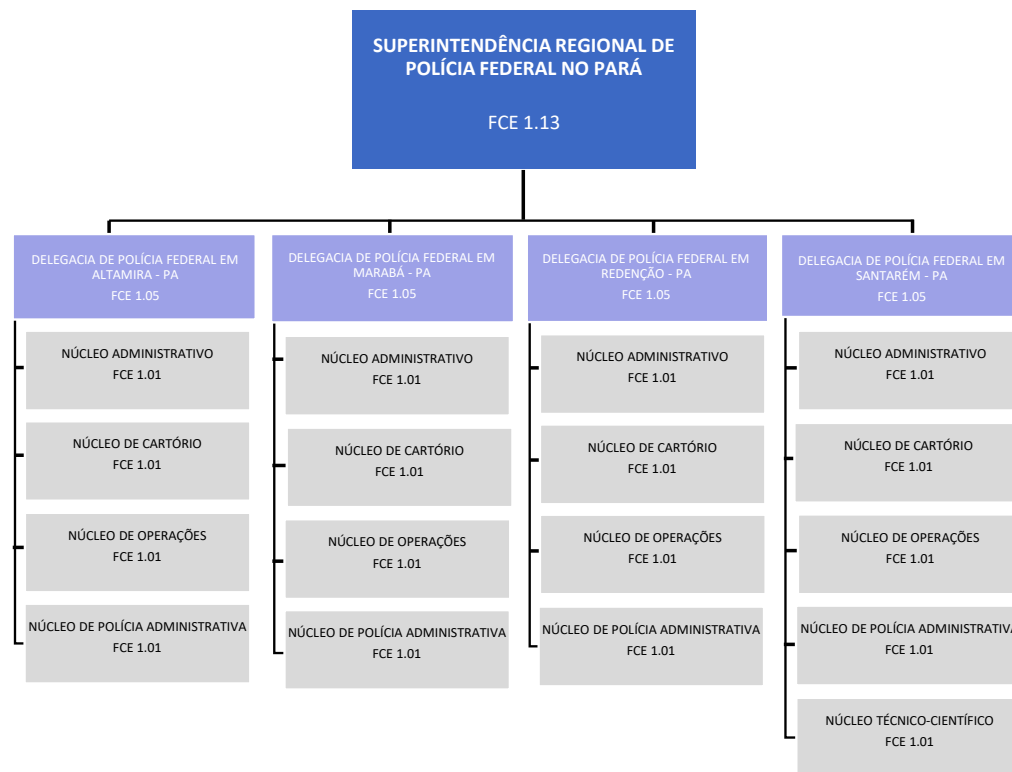 SUPERINTENDÊNCIA REGIONAL DE
POLÍCIA FEDERAL NO PARÁ
FCE 1.13
DELEGACIA DE POLÍCIA FEDERAL EM
ALTAMIRA - PA
FCE 1.05
NÚCLEO ADMINISTRATIVO
FCE 1.01
NÚCLEO DE CARTÓRIO
FCE 1.01
NÚCLEO DE OPERAÇÕES
FCE 1.01
NÚCLEO DE POLÍCIA ADMINISTRATIVA
FCE 1.01
DELEGACIA DE POLÍCIA FEDERAL EM
MARABÁ - PA
FCE 1.05
NÚCLEO ADMINISTRATIVO
FCE 1.01
NÚCLEO DE CARTÓRIO
FCE 1.01
NÚCLEO DE OPERAÇÕES
FCE 1.01
NÚCLEO DE POLÍCIA ADMINISTRATIVA
FCE 1.01
DELEGACIA DE POLÍCIA FEDERAL EM
REDENÇÃO - PA
FCE 1.05
NÚCLEO ADMINISTRATIVO
FCE 1.01
NÚCLEO DE CARTÓRIO
FCE 1.01
NÚCLEO DE OPERAÇÕES
FCE 1.01
NÚCLEO DE POLÍCIA ADMINISTRATIVA
FCE 1.01
DELEGACIA DE POLÍCIA FEDERAL EM
SANTARÉM - PA
FCE 1.05
NÚCLEO ADMINISTRATIVO
FCE 1.01
NÚCLEO DE CARTÓRIO
FCE 1.01
NÚCLEO DE OPERAÇÕES
FCE 1.01
NÚCLEO DE POLÍCIA ADMINISTRATIVA
FCE 1.01
NÚCLEO TÉCNICO-CIENTÍFICO
FCE 1.01